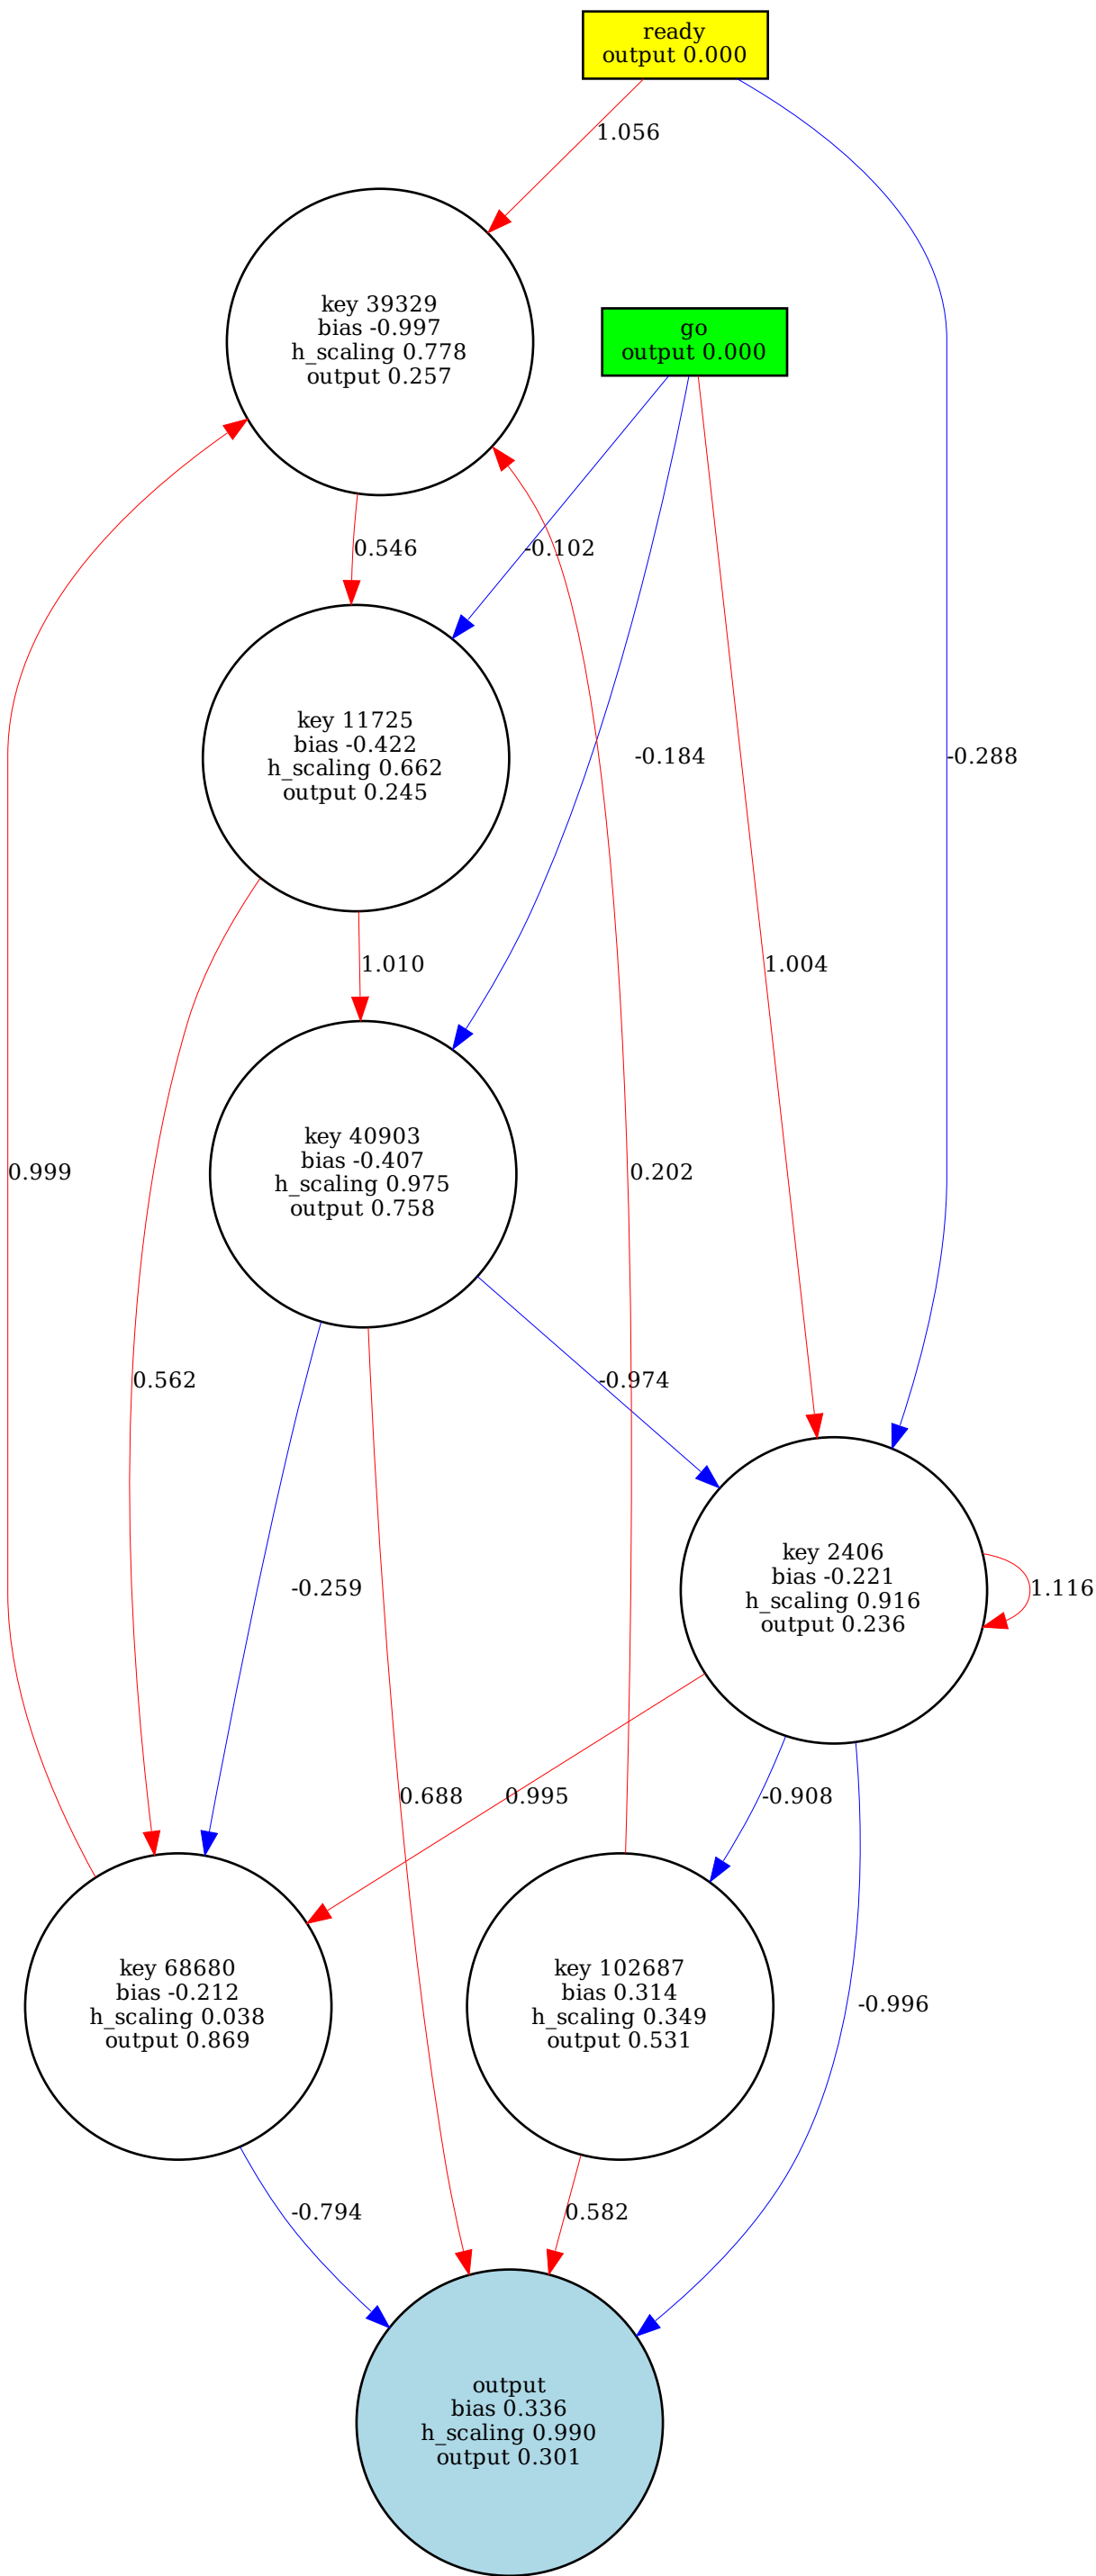 ready
output 0.000
1.056
key 39329
bias -0.997
h_scaling 0.778
output 0.257
go
output 0.000
0.546
-0.102
key 11725
bias -0.422
h_scaling 0.662
output 0.245
-0.184
-0.288
1.010
1.004
key 40903
bias -0.407
h_scaling 0.975
output 0.758
0.999
0.202
0.562
-0.974
key 2406
bias -0.221
h_scaling 0.916
output 0.236
-0.259
1.116
0.688
0.995
-0.908
key 68680
bias -0.212
h_scaling 0.038
output 0.869
key 102687
bias 0.314
h_scaling 0.349
output 0.531
-0.996
-0.794
0.582
output
bias 0.336
h_scaling 0.990
output 0.301